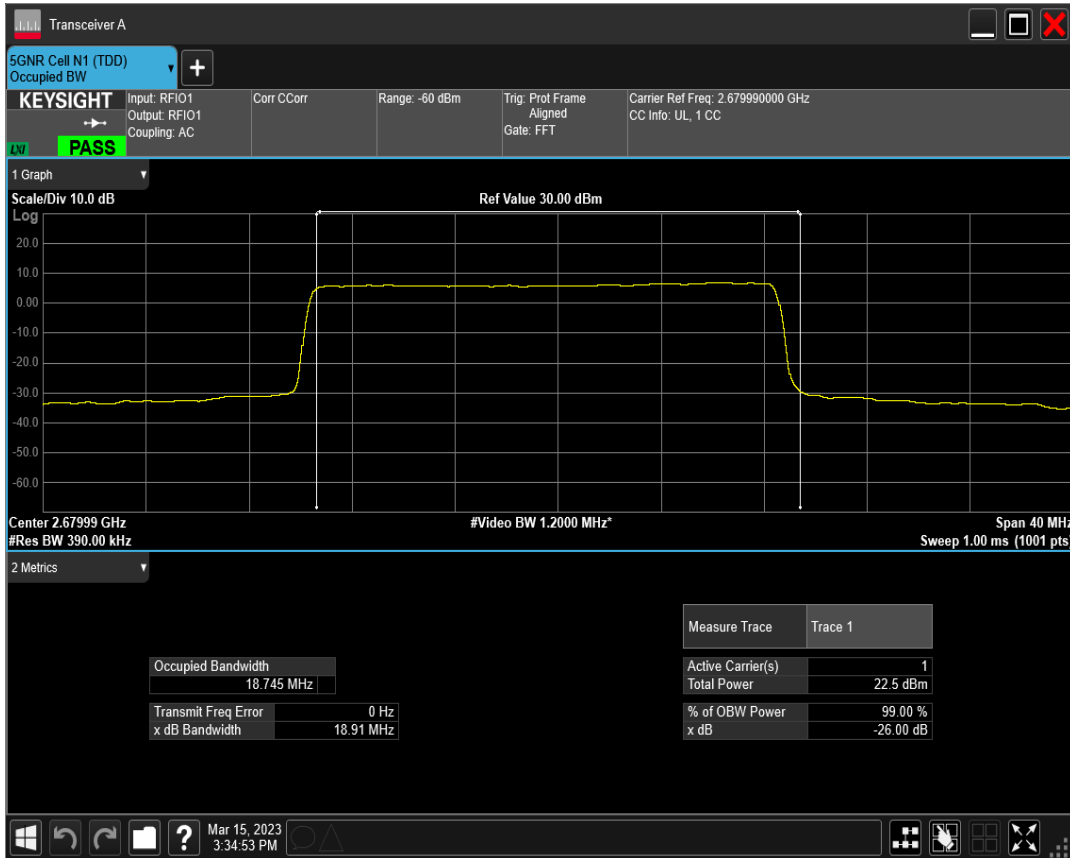 Transceiver A
5GNR Cell N1 (TDD)
Occupied BW
+
KEYSIGHT
LXI
PASS
Input: RFIO1
Output: RFIO1
Coupling: AC
Corr CCorr
Range: -60 dBm
Trig: Prot Frame
Aligned
Gate: FFT
Carrier Ref Freq: 2.679990000 GHz
CC Info: UL, 1 CC
1 Graph
Scale/Div 10.0 dB
Ref Value 30.00 dBm
Log
20.0
10.0
0.00
-10.0
-20.0
-30.0
-40.0
-50.0
-60.0
Center 2.67999 GHz
#Video BW 1.2000 MHz*
Span 40 MHz
#Res BW 390.00 kHz
Sweep 1.00 ms (1001 pts)
2 Metrics
Measure Trace Trace 1
Occupied Bandwidth
18.745 MHz
Active Carrier(s) 1
Total Power 22.5 dBm
Transmit Freq Error 0 Hz
x dB Bandwidth 18.91 MHz
% of OBW Power 99.00 %
x dB -26.00 dB
?
Mar 15, 2023
3:34:53 PM